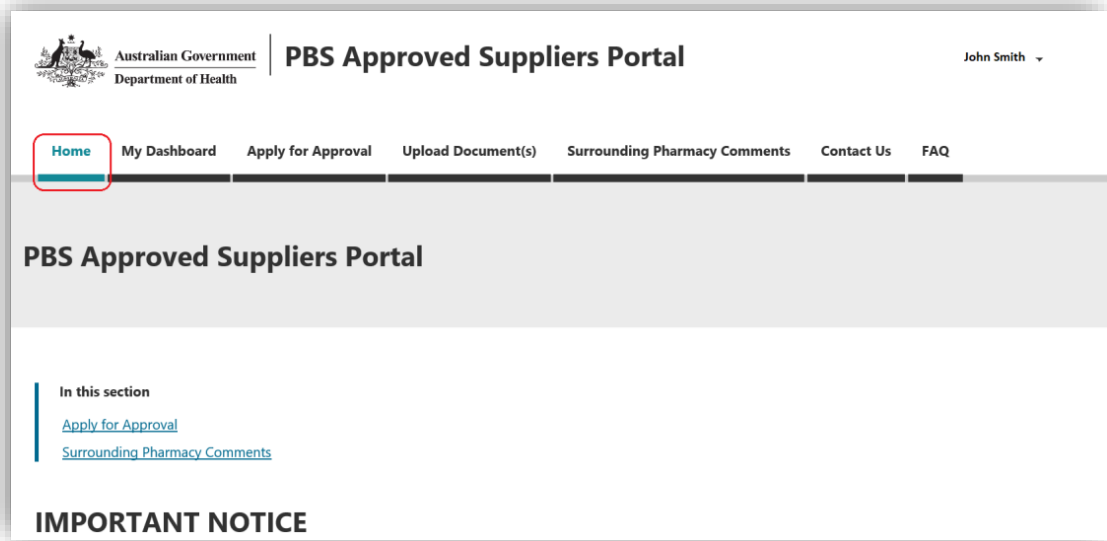 Australian Government
Department of Health
PBS Approved Suppliers Portal
John Smith
Home My Dashboard Apply for Approval Upload Document(s) Surrounding Pharmacy Comments Contact Us FAQ
PBS Approved Suppliers Portal
In this section
Apply for Approval
Surrounding Pharmacy Comments
IMPORTANT NOTICE